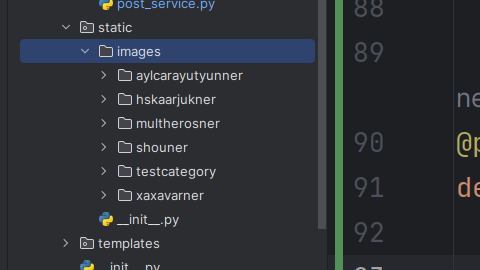 post_service.py
static
images
aylcarayutyunner
hskaarjukner
multherosner
shouner
testcategory
xaxavarner
__init__.py
templates
__init__.py
88
89
ne
90 @p
91 de
92